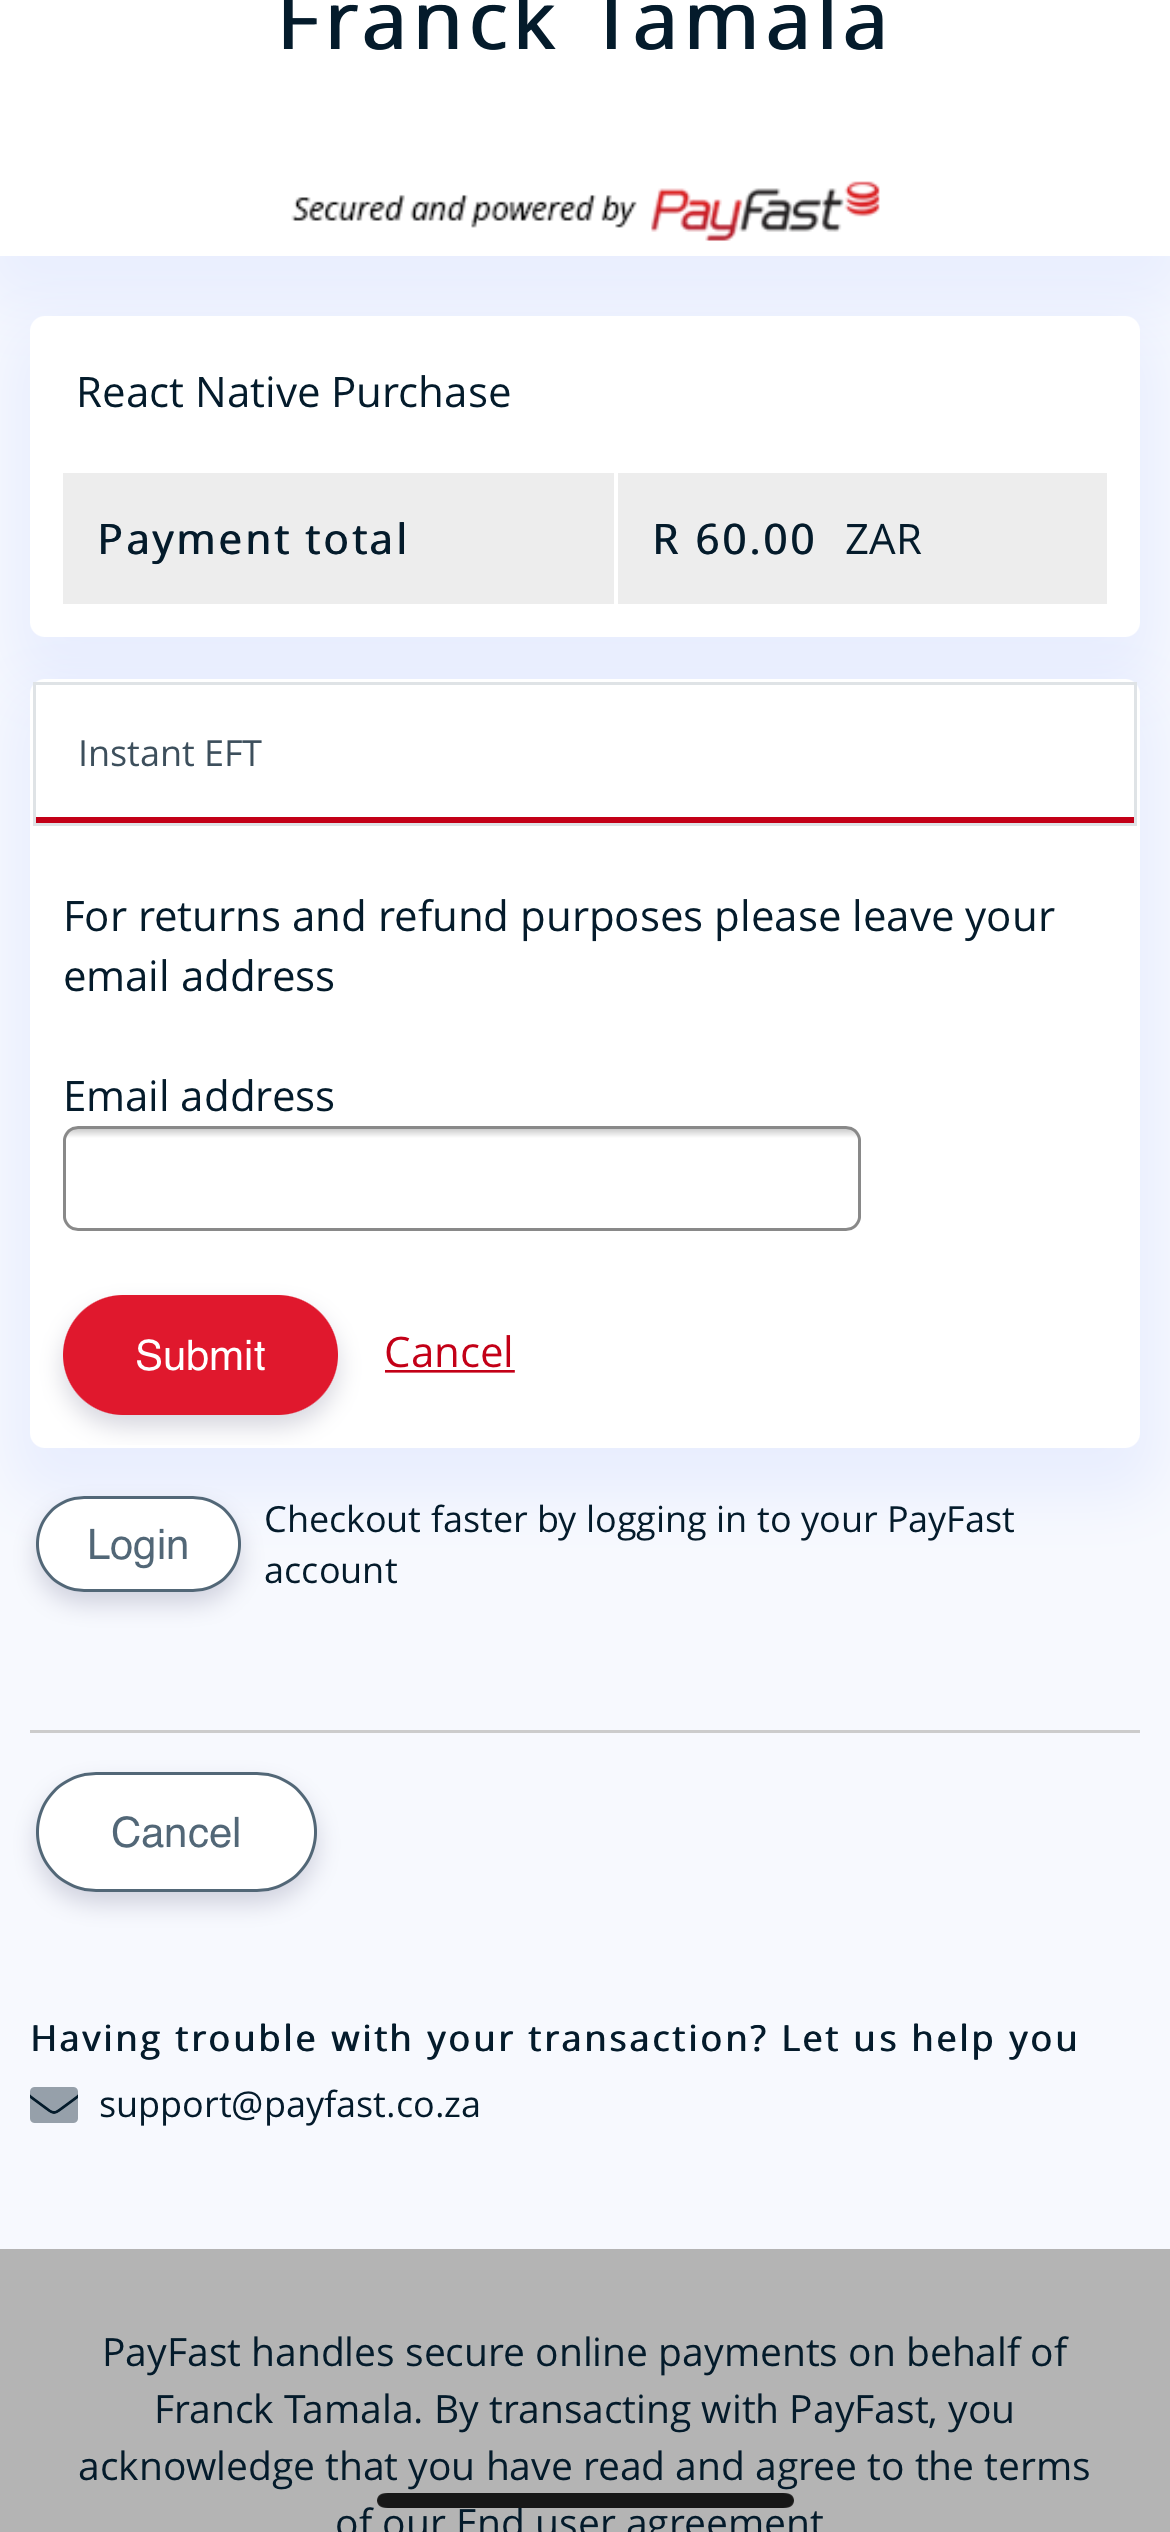 Franck Tamala
Secured and powered by PayFast
React Native Purchase
Payment total R 60.00 ZAR
Instant EFT
For returns and refund purposes please leave your
email address
Email address
Submit Cancel
Login Checkout faster by logging in to your PayFast
account
Cancel
Having trouble with your transaction? Let us help you
support@payfast.co.za
PayFast handles secure online payments on behalf of
Franck Tamala. By transacting with PayFast, you
acknowledge that you have read and agree to the terms
of our End user agreement